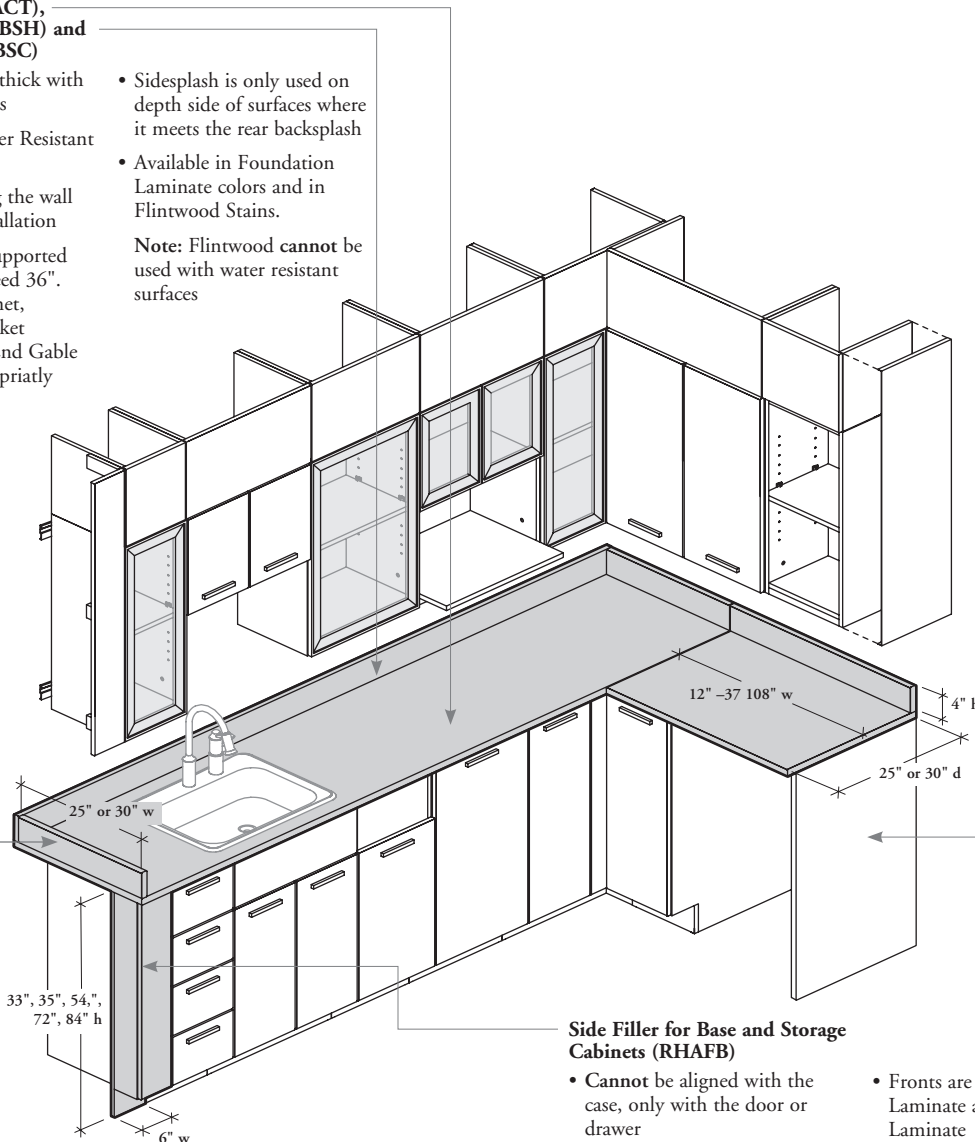 ACT),
BSH) and
BSC)
thick with
s
er Resistant
g the wall
allation
upported
eed 36".
net,
ket
nd Gable
priatly
• Sidesplash is only used on
depth side of surfaces where
it meets the rear backsplash
• Available in Foundation
Laminate colors and in
Flintwood Stains.
Note: Flintwood cannot be
used with water resistant
surfaces
12" –37 108" w
4" h
25" or 30" d
25" or 30" w
33", 35", 54,",
72", 84" h
6" w
Side Filler for Base and Storage
Cabinets (RHAFB)
• Cannot be aligned with the
case, only with the door or
drawer
• Fronts are
Laminate a
Laminate